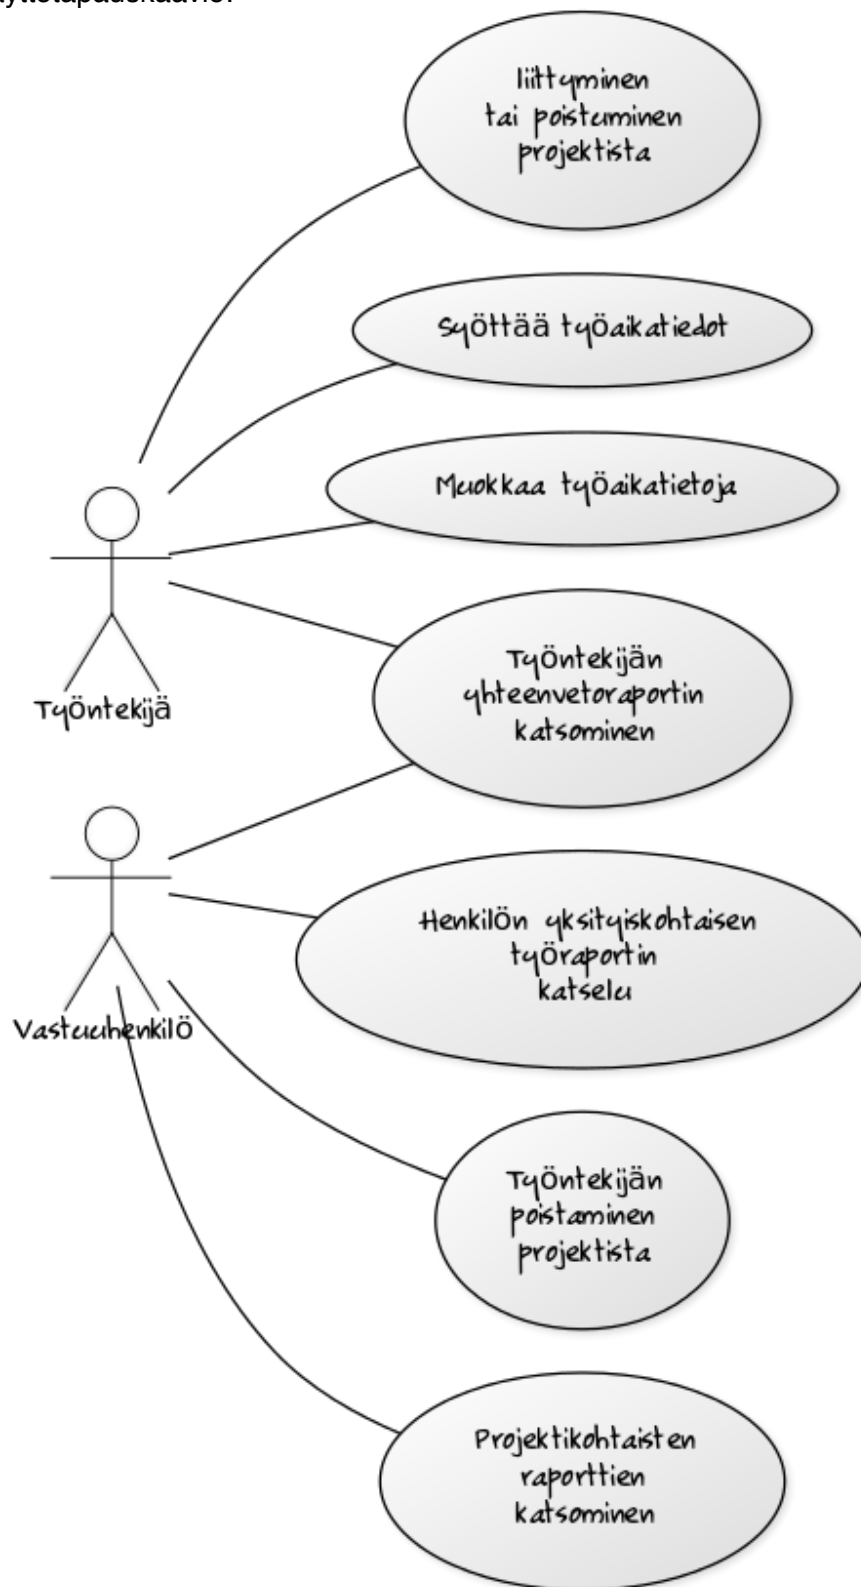 liittyminen
tai poistuminen
projektista
Syöttää työaikatiedot
Muokkaa työaikatietoja
Työntekijä
Työntekijän
yhteenvetoraportin
katsominen
Henkilön yksityiskohtaisen
työraportin
katselu
Vastuuhenkilö
Työntekijän
poistaminen
projektista
Projektikohtaisten
raporttien
katsominen